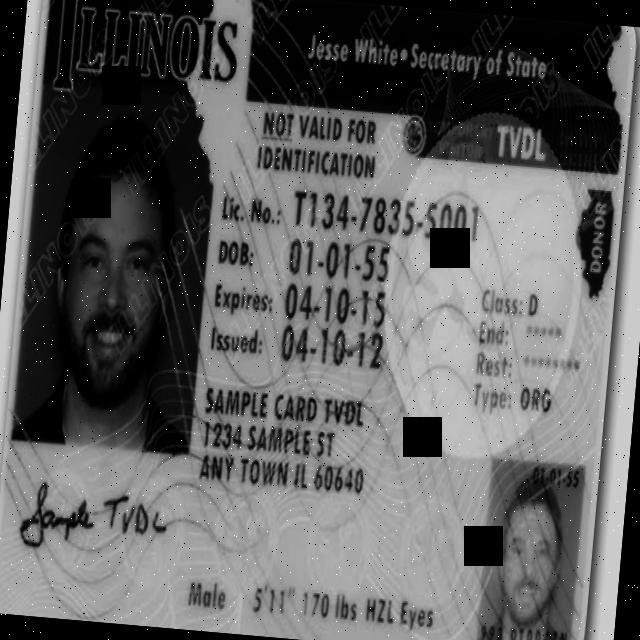 ILLINOIS
Jesse White • Secretary of State
NOT VALID FOR
IDENTIFICATION
TVDL
Lic. No.: T134-7835-5001
DOB: 01-01-55
Expires: 04-10-15
Issued: 04-10-12
DONOR
Class: D
End: *****
Rest: ********
Type: ORG
SAMPLE CARD TVDL
1234 SAMPLE ST
ANY TOWN IL 60640
Sample TVDL
01-01-55
Male 5'11" 170 lbs HZL Eyes